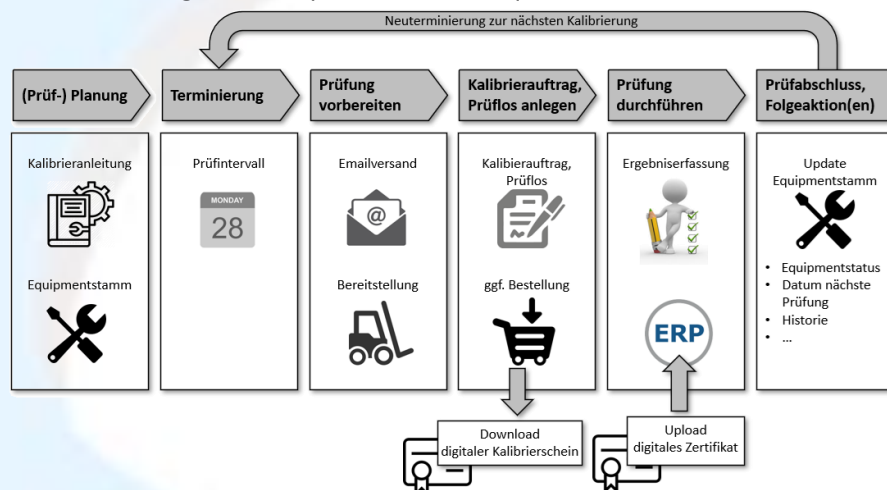 Neuterminierung zur nächsten Kalibrierung
(Prüf-) Planung
Terminierung
Prüfung
vorbereiten
Kalibrierauftrag,
Prüflos anlegen
Prüfung
durchführen
Prüfabschluss,
Folgeaktion(en)
Kalibrieranleitung
Equipmentstamm
Prüfintervall
MONDAY
28
Emailversand
@
Bereitstellung
Kalibierauftrag,
Prüflos
ggf. Bestellung
Ergebniserfassung
ERP
Update
Equipmentstamm
• Equipmentstatus
• Datum nächste
Prüfung
• Historie
• ...
Download
digitaler Kalibrierschein
Upload
digitales Zertifikat